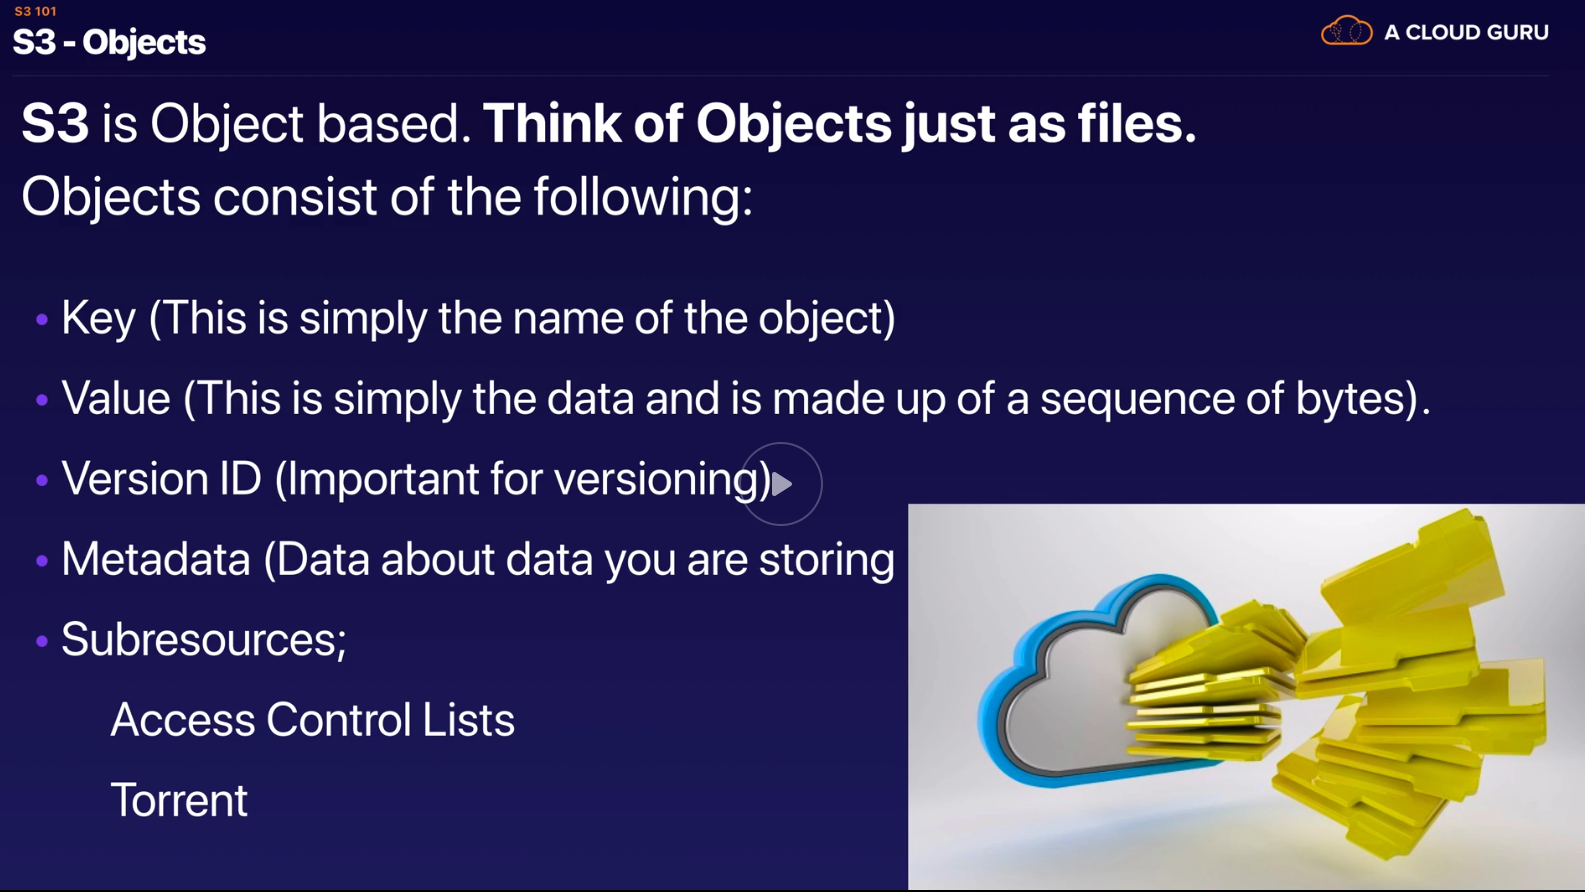 S3 101
S3 - Objects
A CLOUD GURU
S3 is Object based. Think of Objects just as files.
Objects consist of the following:
• Key (This is simply the name of the object)
• Value (This is simply the data and is made up of a sequence of bytes).
• Version ID (Important for versioning)
• Metadata (Data about data you are storing
• Subresources;
Access Control Lists
Torrent